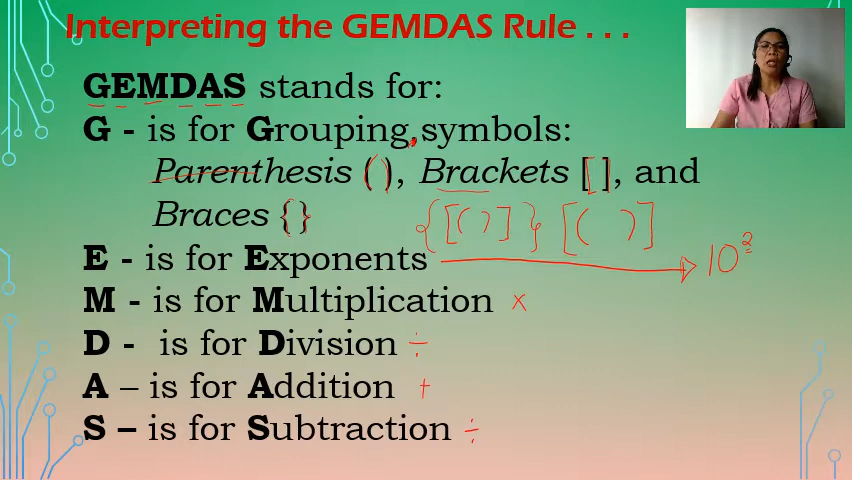 Interpreting the GEMDAS Rule . . .
GEMDAS stands for:
G - is for Grouping, symbols:
Parenthesis ( ), Brackets [ ], and
Braces { } { [ ( ) ] } [ ( ) ]
E - is for Exponents 10²
M - is for Multiplication ×
D - is for Division ÷
A – is for Addition +
S – is for Subtraction ÷